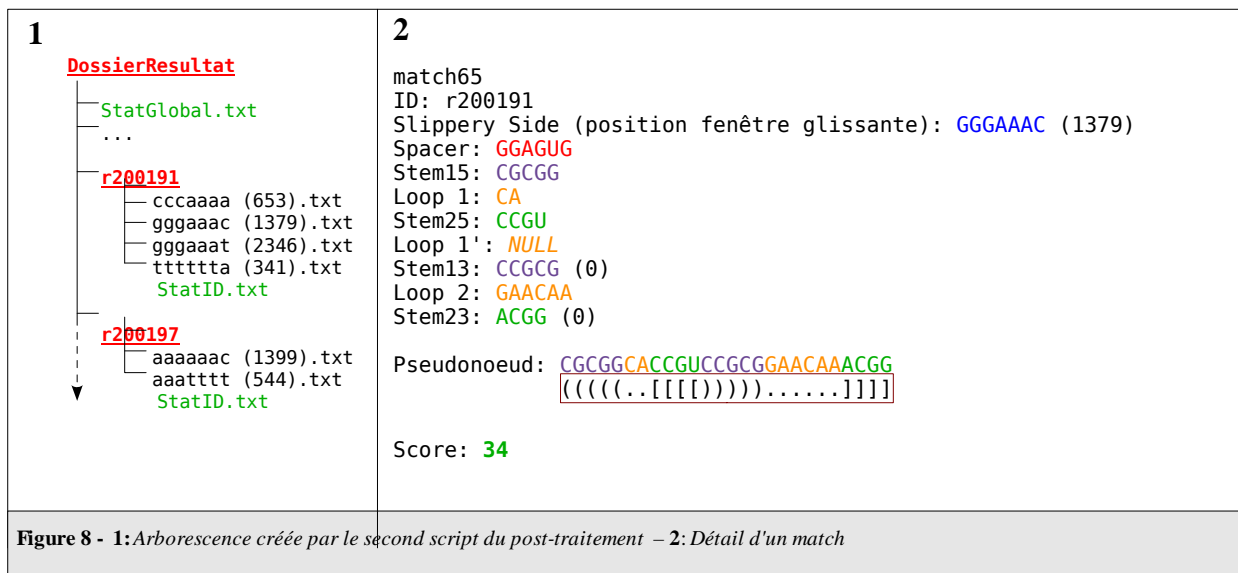 1
DossierResultat
StatGlobal.txt
...
r200191
cccaaaa (653).txt
gggaaac (1379).txt
gggaaat (2346).txt
ttttttа (341).txt
StatID.txt
r200197
aaaaaac (1399).txt
aaatttt (544).txt
StatID.txt
2
match65
ID: r200191
Slippery Side (position fenêtre glissante): GGGAAAC (1379)
Spacer: GGAGUG
Stem15: CGCGG
Loop 1: CA
Stem25: CCGU
Loop 1': NULL
Stem13: CCGCG (0)
Loop 2: GAACAA
Stem23: ACGG (0)
Pseudonoeud: CGCGGCACCGUCCGCGGAACAAACGG
(((((..[[[[)))))......]]]]
Score: 34
Figure 8 - 1: Arborescence créée par le second script du post-traitement – 2: Détail d'un match